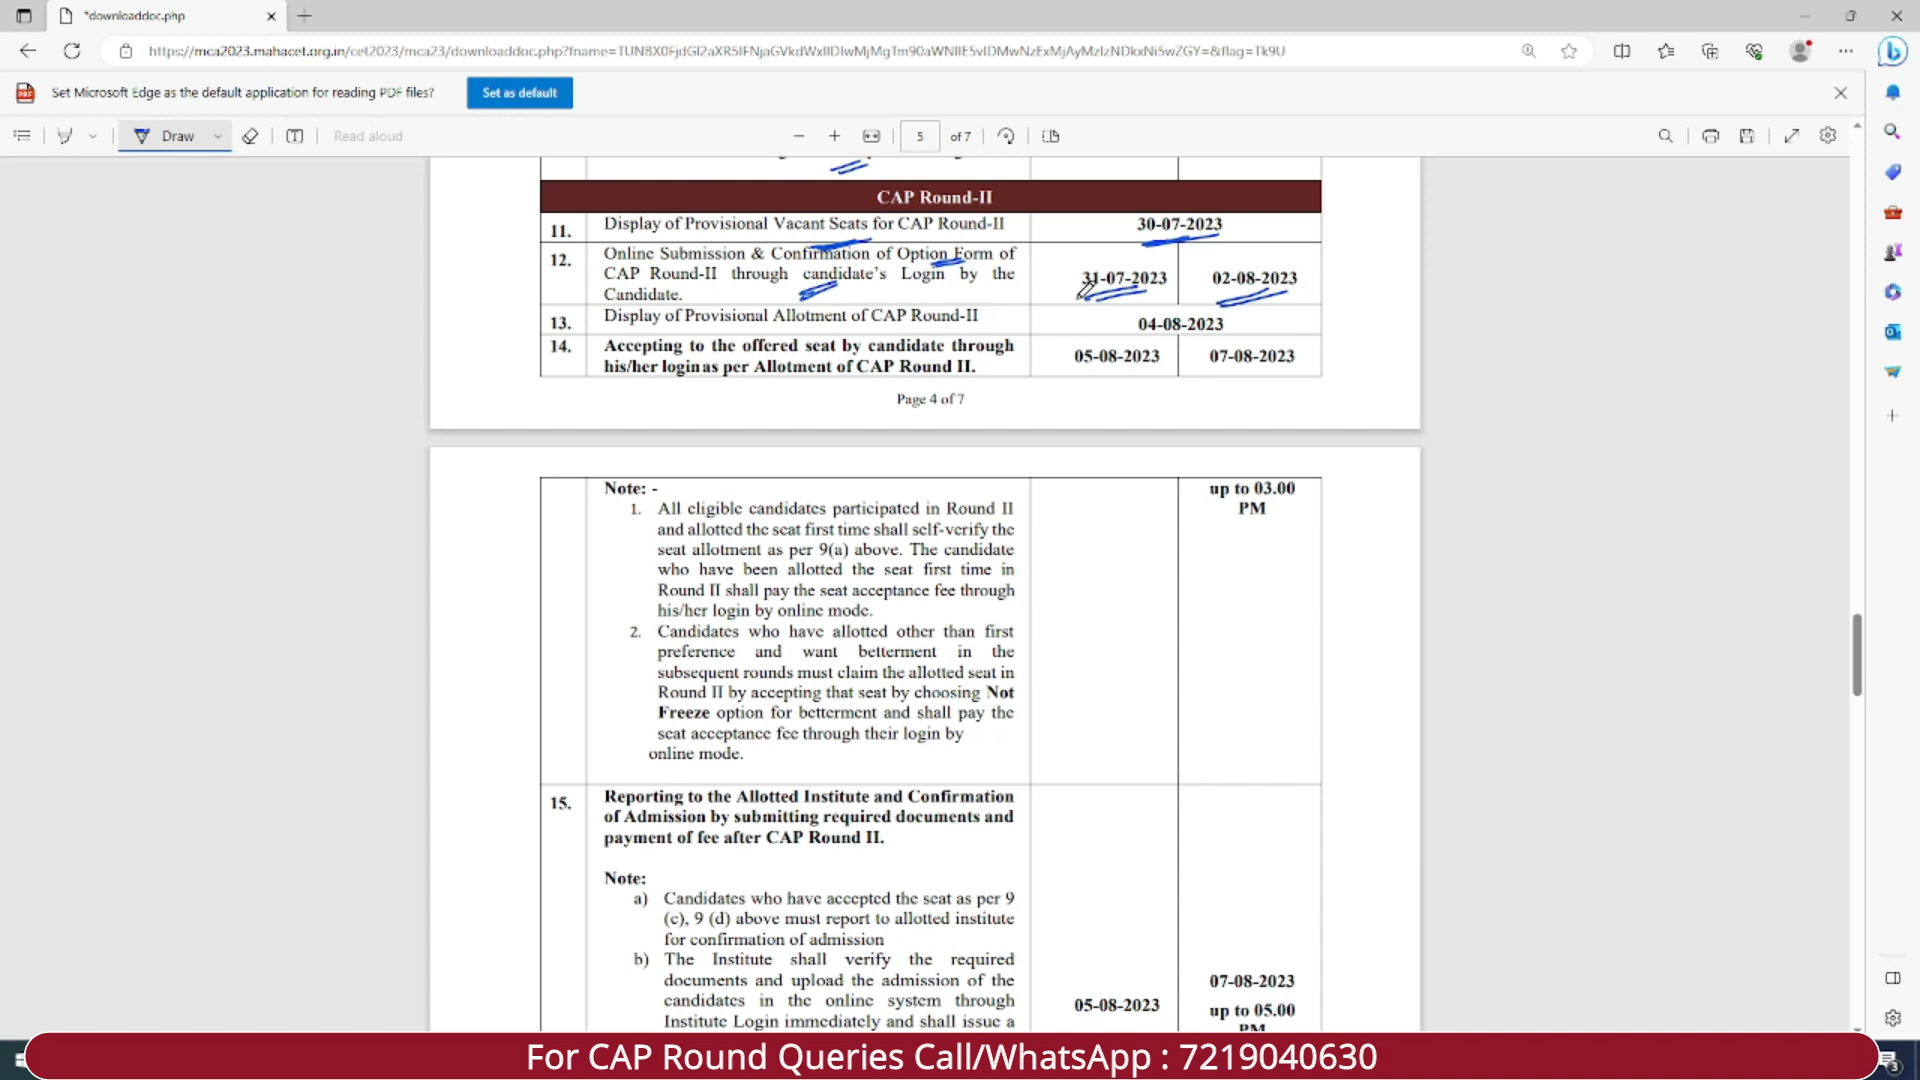 *downloaddoc.php
Set Microsoft Edge as the default application for reading PDF files?
Set as default
Draw
Read aloud
5
of 7
CAP Round-II
11. Display of Provisional Vacant Seats for CAP Round-II 30-07-2023
12. Online Submission & Confirmation of Option Form of
CAP Round-II through candidate's Login by the 31-07-2023 02-08-2023
Candidate.
13. Display of Provisional Allotment of CAP Round-II 04-08-2023
14. Accepting to the offered seat by candidate through
his/her login as per Allotment of CAP Round II. 05-08-2023 07-08-2023
Page 4 of 7
Note: - up to 03.00
PM
1. All eligible candidates participated in Round II
and allotted the seat first time shall self-verify the
seat allotment as per 9(a) above. The candidate
who have been allotted the seat first time in
Round II shall pay the seat acceptance fee through
his/her login by online mode.
2. Candidates who have allotted other than first
preference and want betterment in the
subsequent rounds must claim the allotted seat in
Round II by accepting that seat by choosing Not
Freeze option for betterment and shall pay the
seat acceptance fee through their login by
online mode.
15. Reporting to the Allotted Institute and Confirmation
of Admission by submitting required documents and
payment of fee after CAP Round II.
Note:
a) Candidates who have accepted the seat as per 9
(c), 9 (d) above must report to allotted institute
for confirmation of admission
b) The Institute shall verify the required
documents and upload the admission of the 07-08-2023
candidates in the online system through 05-08-2023 up to 05.00
Institute Login immediately and shall issue a PM
For CAP Round Queries Call/WhatsApp : 7219040630